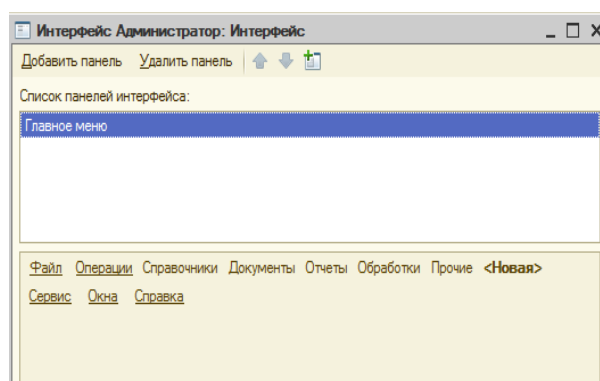 Интерфейс Администратор: Интерфейс
Добавить панель Удалить панель
Список панелей интерфейса:
Главное меню
Файл Операции Справочники Документы Отчеты Обработки Прочие <Новая>
Сервис Окна Справка